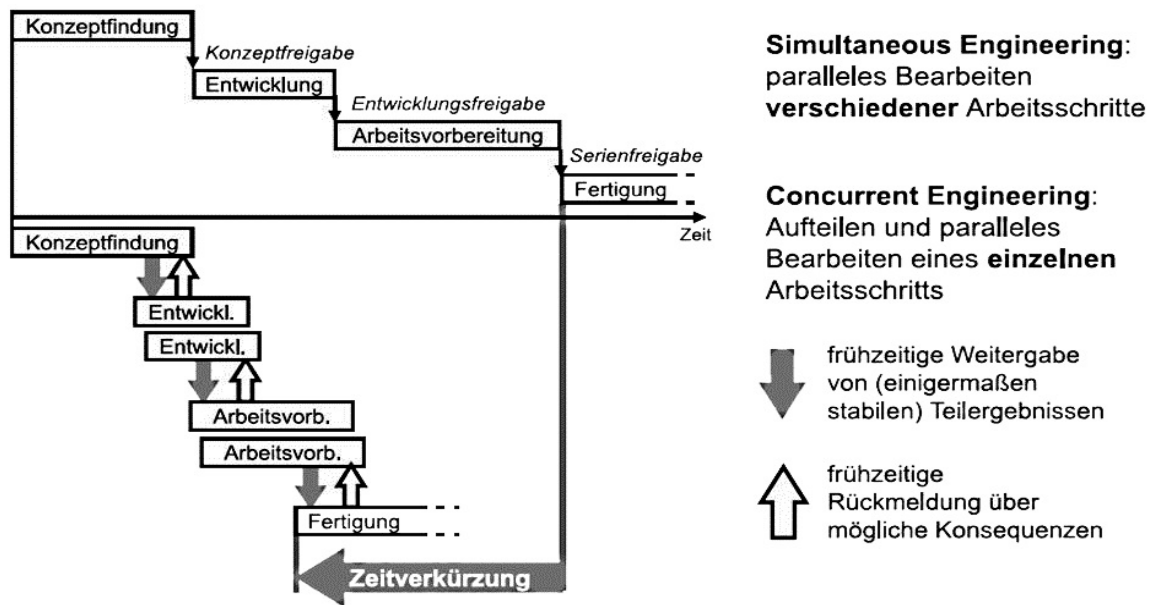 Konzeptfindung
Konzeptfreigabe
Entwicklung
Entwicklungsfreigabe
Arbeitsvorbereitung
Serienfreigabe
Fertigung
Zeit
Konzeptfindung
Entwickl.
Entwickl.
Arbeitsvorb.
Arbeitsvorb.
Fertigung
Zeitverkürzung
Simultaneous Engineering:
paralleles Bearbeiten
verschiedener Arbeitsschritte
Concurrent Engineering:
Aufteilen und paralleles
Bearbeiten eines einzelnen
Arbeitsschritts
frühzeitige Weitergabe
von (einigermaßen
stabilen) Teilergebnissen
frühzeitige
Rückmeldung über
mögliche Konsequenzen